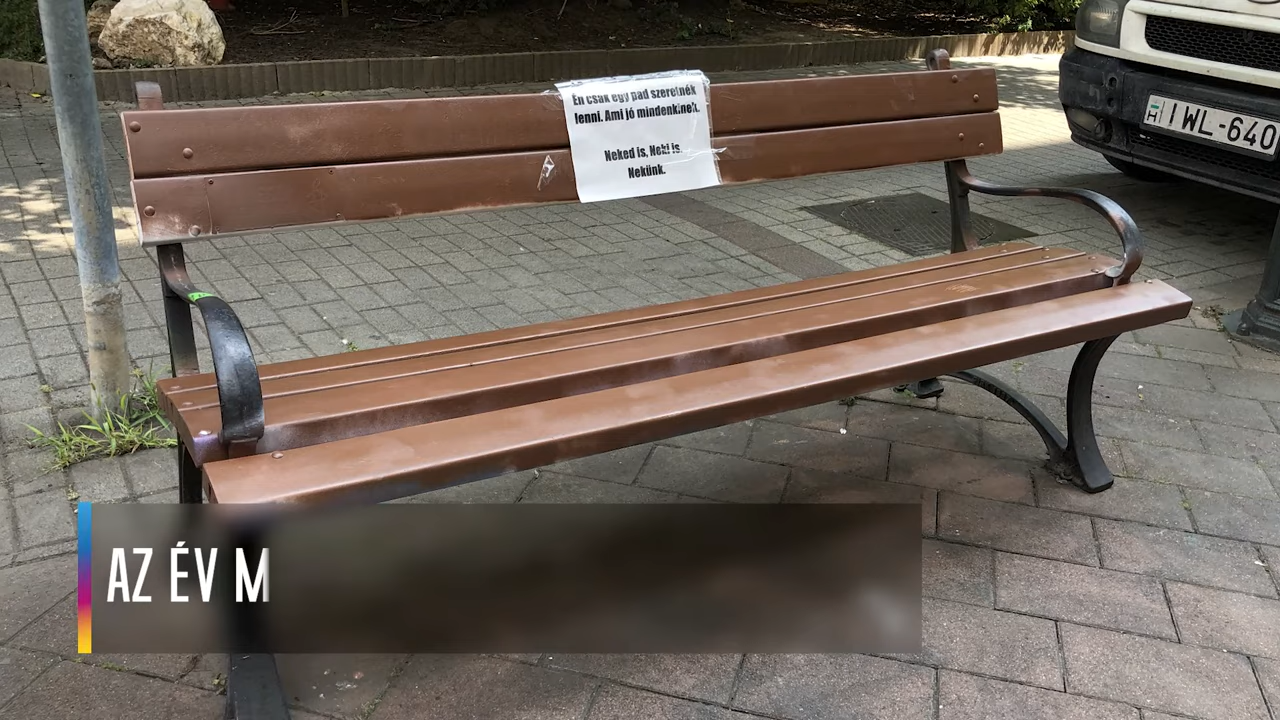 Én csak egy pad szeretnék
lenni. Ami jó mindenkinek.
Neked is, Neki is.
Nekünk.
H IWL-640
AZ ÉV M